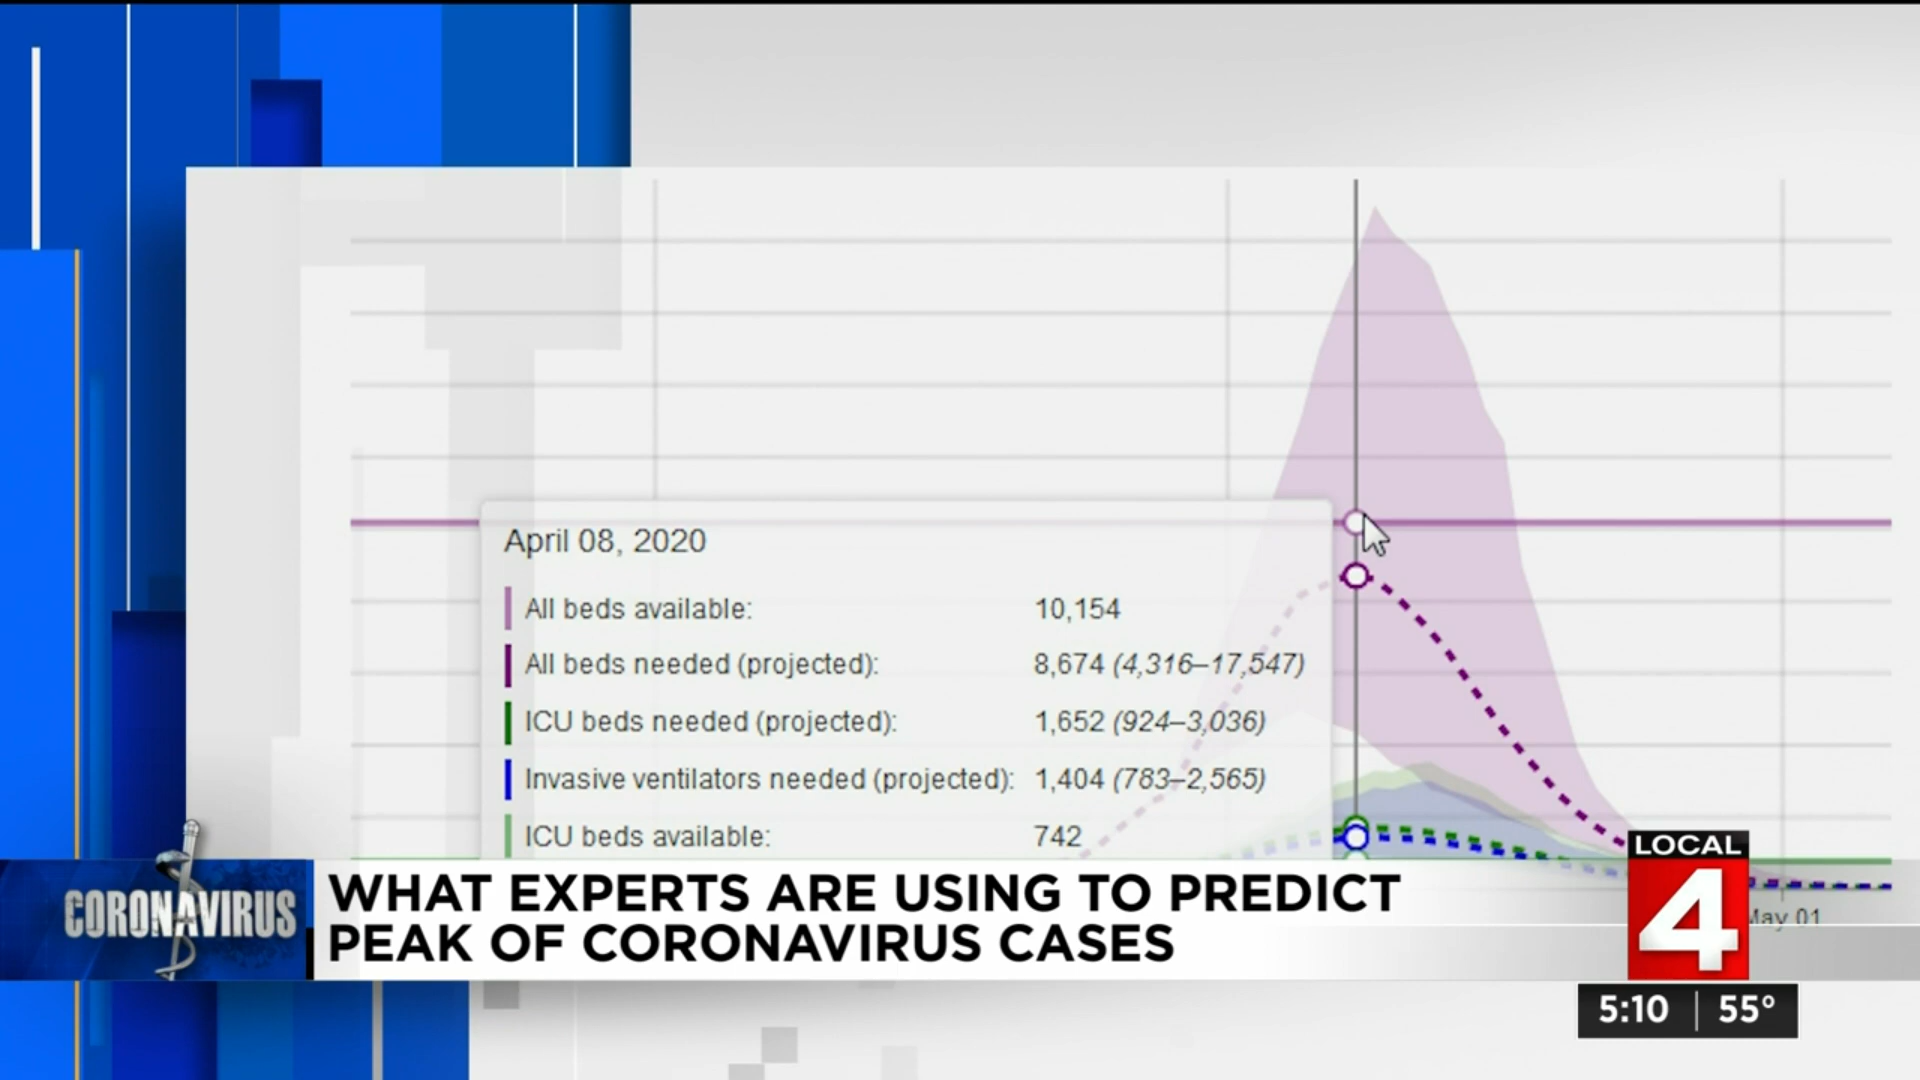 April 08, 2020
All beds available: 10,154
All beds needed (projected): 8,674 (4,316–17,547)
ICU beds needed (projected): 1,652 (924–3,036)
Invasive ventilators needed (projected): 1,404 (783–2,565)
ICU beds available: 742
May 01
CORONAVIRUS
WHAT EXPERTS ARE USING TO PREDICT
PEAK OF CORONAVIRUS CASES
LOCAL
4
5:10 55°